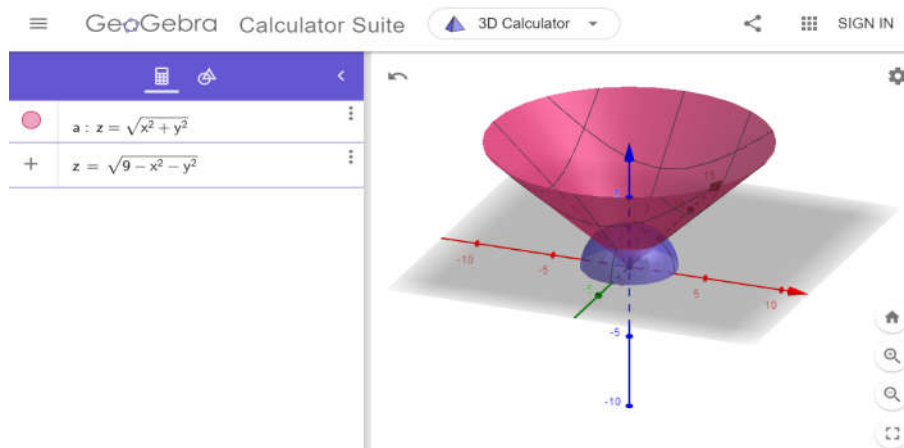 GeoGebra Calculator Suite 3D Calculator SIGN IN
a : z = √(x² + y²)
z = √(9 − x² − y²)
15
-10
-5
5
5
10
-5
-10